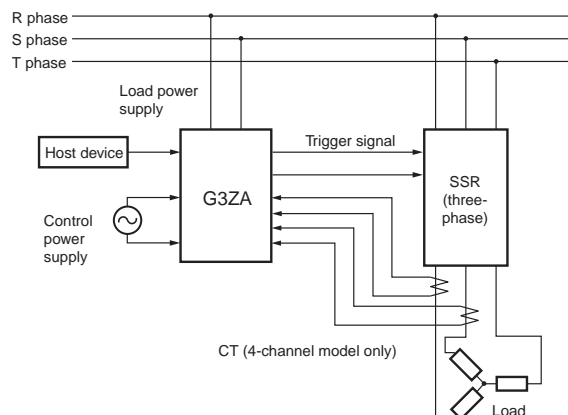 R phase
S phase
T phase
Load power
supply
Host device
Trigger signal
G3ZA
SSR
(three-
phase)
Control
power
supply
CT (4-channel model only)
Load